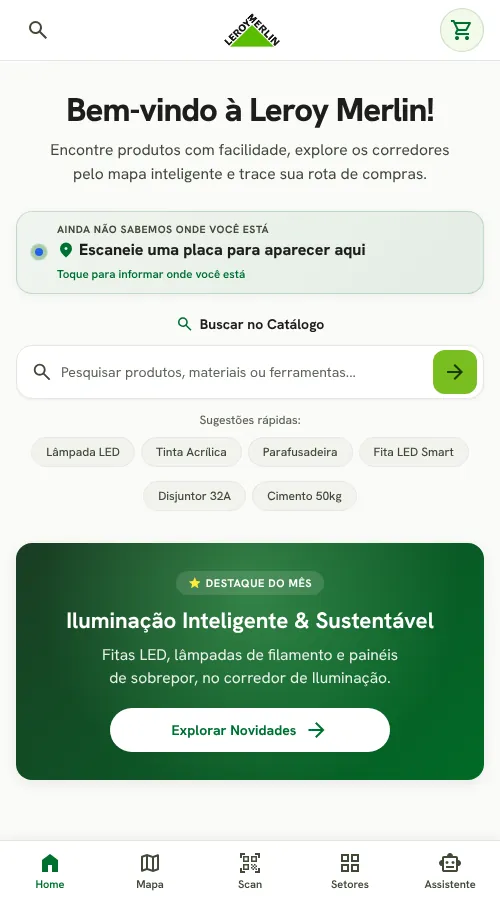 LEROY MERLIN
Bem-vindo à Leroy Merlin!
Encontre produtos com facilidade, explore os corredores
pelo mapa inteligente e trace sua rota de compras.
AINDA NÃO SABEMOS ONDE VOCÊ ESTÁ
Escaneie uma placa para aparecer aqui
Toque para informar onde você está
Buscar no Catálogo
Pesquisar produtos, materiais ou ferramentas...
Sugestões rápidas:
Lâmpada LED
Tinta Acrílica
Parafusadeira
Fita LED Smart
Disjuntor 32A
Cimento 50kg
⭐ DESTAQUE DO MÊS
Iluminação Inteligente & Sustentável
Fitas LED, lâmpadas de filamento e painéis
de sobrepor, no corredor de Iluminação.
Explorar Novidades
Home
Mapa
Scan
Setores
Assistente